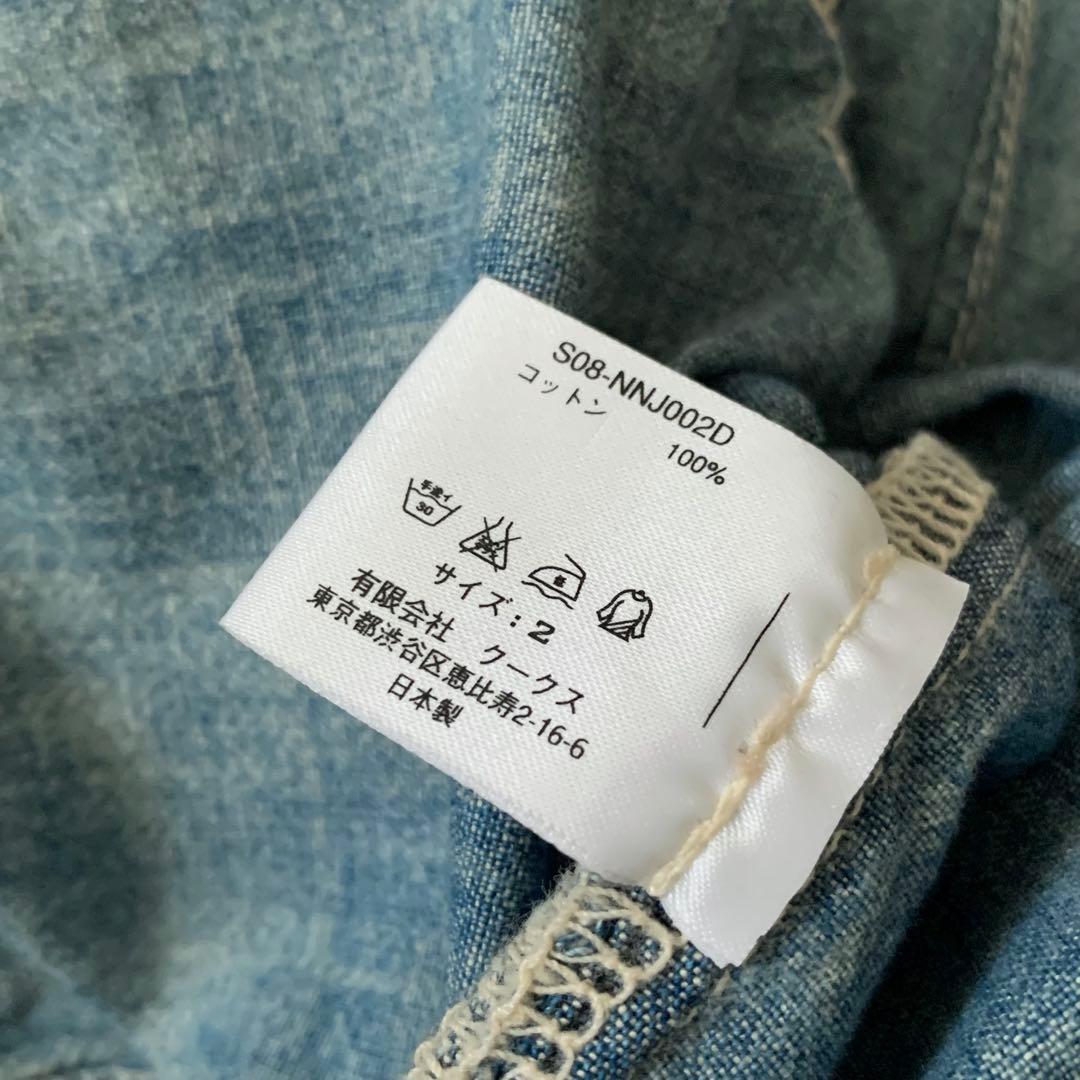 S08-NNJ002D
コットン 100%
手洗イ
30
サイズ:2
有限会社 クークス
東京都渋谷区恵比寿2-16-6
日本製